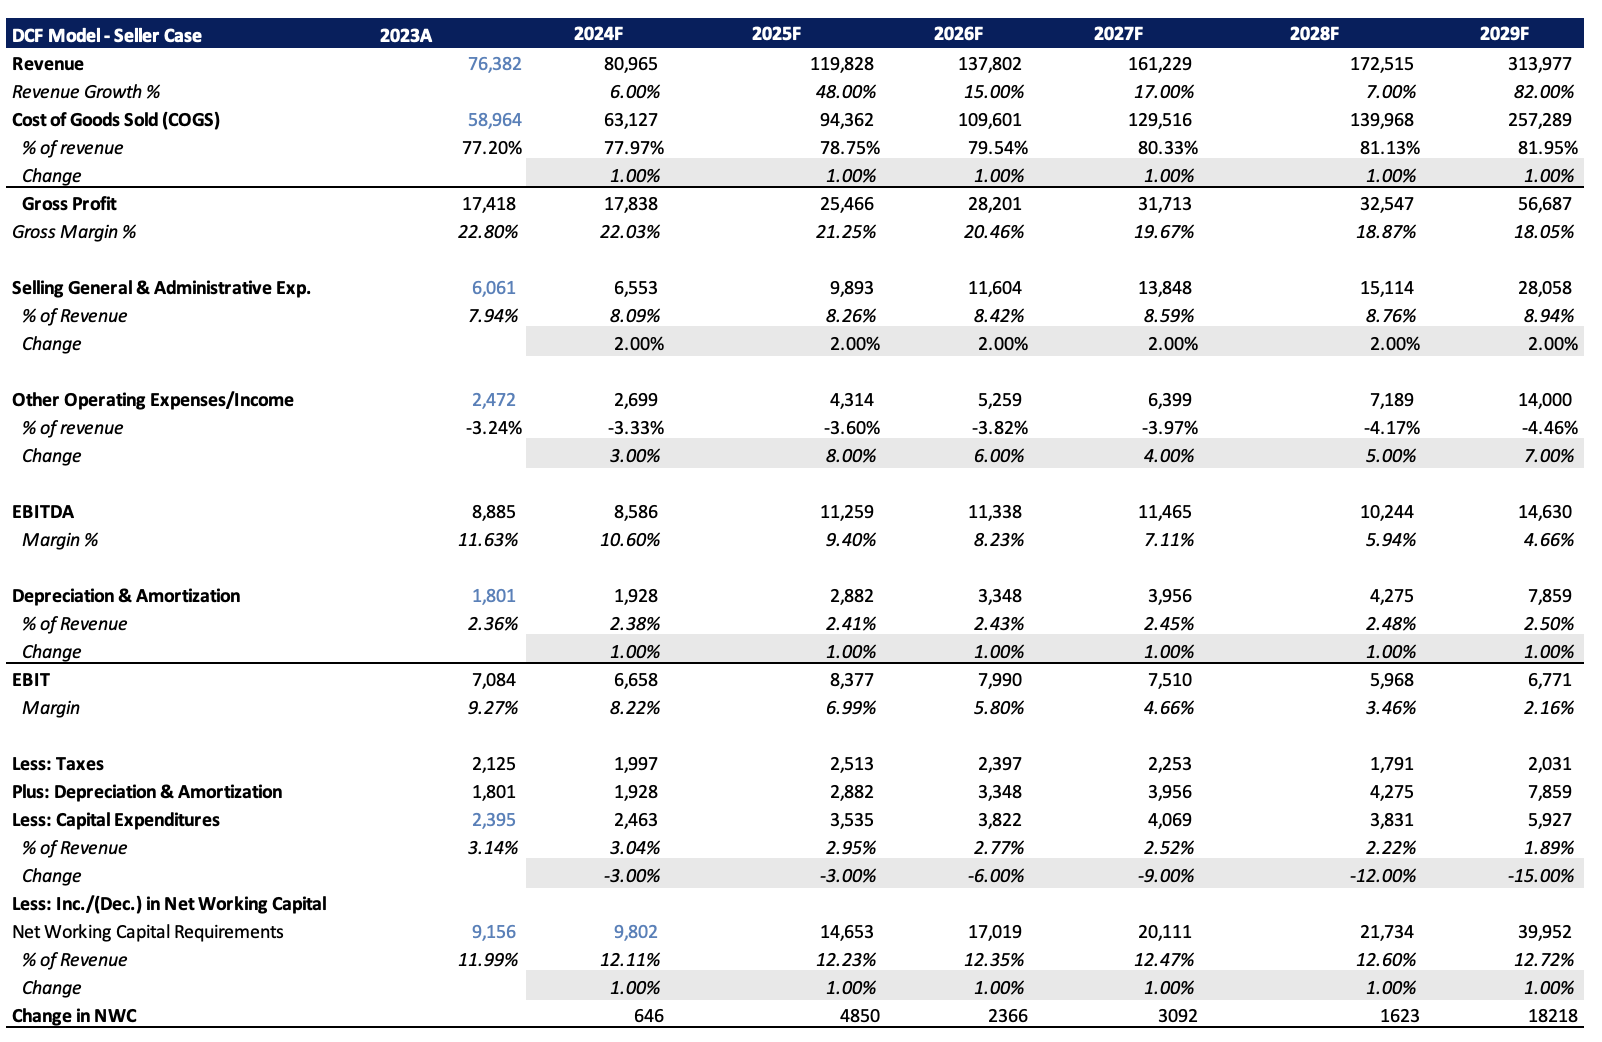 DCF Model - Seller Case 2023A 2024F 2025F 2026F 2027F 2028F 2029F
Revenue 76,382 80,965 119,828 137,802 161,229 172,515 313,977
Revenue Growth % 6.00% 48.00% 15.00% 17.00% 7.00% 82.00%
Cost of Goods Sold (COGS) 58,964 63,127 94,362 109,601 129,516 139,968 257,289
% of revenue 77.20% 77.97% 78.75% 79.54% 80.33% 81.13% 81.95%
Change 1.00% 1.00% 1.00% 1.00% 1.00% 1.00%
Gross Profit 17,418 17,838 25,466 28,201 31,713 32,547 56,687
Gross Margin % 22.80% 22.03% 21.25% 20.46% 19.67% 18.87% 18.05%
Selling General & Administrative Exp. 6,061 6,553 9,893 11,604 13,848 15,114 28,058
% of Revenue 7.94% 8.09% 8.26% 8.42% 8.59% 8.76% 8.94%
Change 2.00% 2.00% 2.00% 2.00% 2.00% 2.00%
Other Operating Expenses/Income 2,472 2,699 4,314 5,259 6,399 7,189 14,000
% of revenue -3.24% -3.33% -3.60% -3.82% -3.97% -4.17% -4.46%
Change 3.00% 8.00% 6.00% 4.00% 5.00% 7.00%
EBITDA 8,885 8,586 11,259 11,338 11,465 10,244 14,630
Margin % 11.63% 10.60% 9.40% 8.23% 7.11% 5.94% 4.66%
Depreciation & Amortization 1,801 1,928 2,882 3,348 3,956 4,275 7,859
% of Revenue 2.36% 2.38% 2.41% 2.43% 2.45% 2.48% 2.50%
Change 1.00% 1.00% 1.00% 1.00% 1.00% 1.00%
EBIT 7,084 6,658 8,377 7,990 7,510 5,968 6,771
Margin 9.27% 8.22% 6.99% 5.80% 4.66% 3.46% 2.16%
Less: Taxes 2,125 1,997 2,513 2,397 2,253 1,791 2,031
Plus: Depreciation & Amortization 1,801 1,928 2,882 3,348 3,956 4,275 7,859
Less: Capital Expenditures 2,395 2,463 3,535 3,822 4,069 3,831 5,927
% of Revenue 3.14% 3.04% 2.95% 2.77% 2.52% 2.22% 1.89%
Change -3.00% -3.00% -6.00% -9.00% -12.00% -15.00%
Less: Inc./(Dec.) in Net Working Capital
Net Working Capital Requirements 9,156 9,802 14,653 17,019 20,111 21,734 39,952
% of Revenue 11.99% 12.11% 12.23% 12.35% 12.47% 12.60% 12.72%
Change 1.00% 1.00% 1.00% 1.00% 1.00% 1.00%
Change in NWC 646 4850 2366 3092 1623 18218